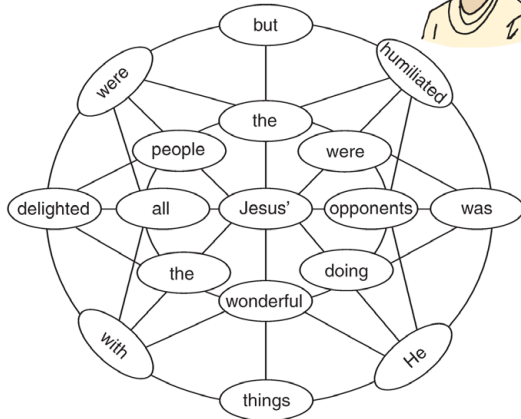 but
were
humiliated
the
people
were
delighted
all
Jesus'
opponents
was
the
doing
wonderful
with
He
things